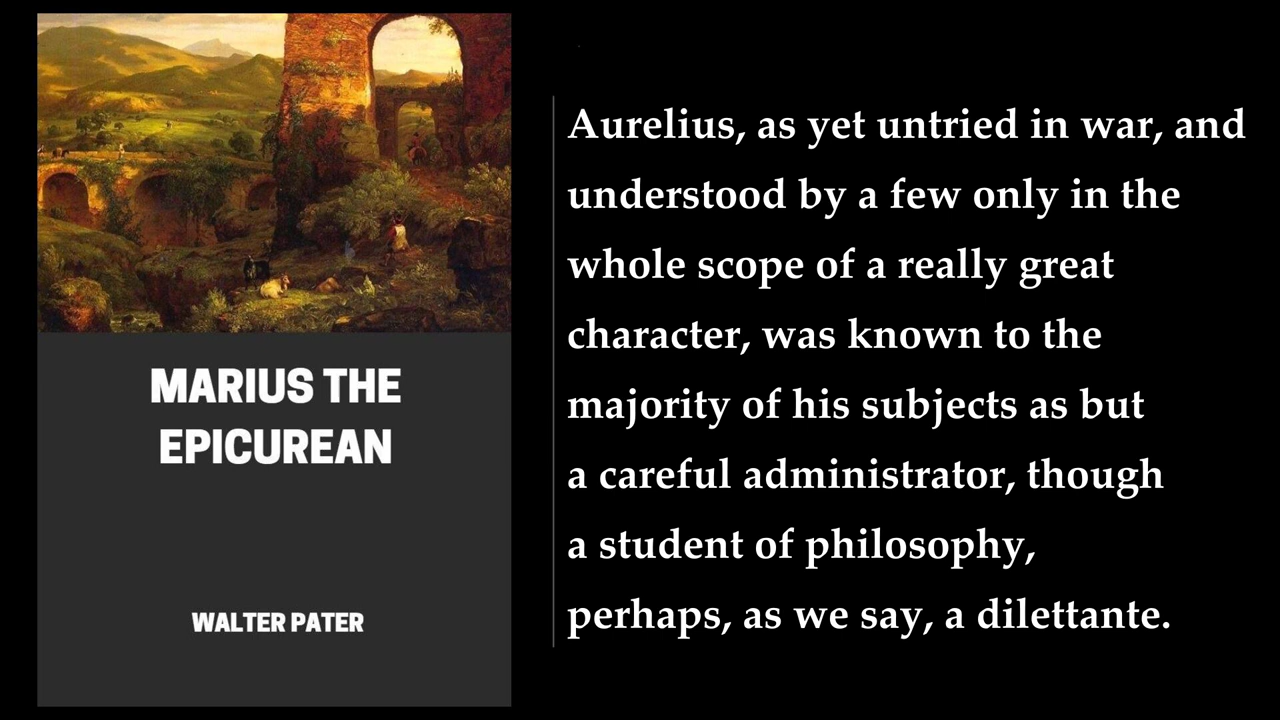 MARIUS THE
EPICUREAN
WALTER PATER
Aurelius, as yet untried in war, and
understood by a few only in the
whole scope of a really great
character, was known to the
majority of his subjects as but
a careful administrator, though
a student of philosophy,
perhaps, as we say, a dilettante.